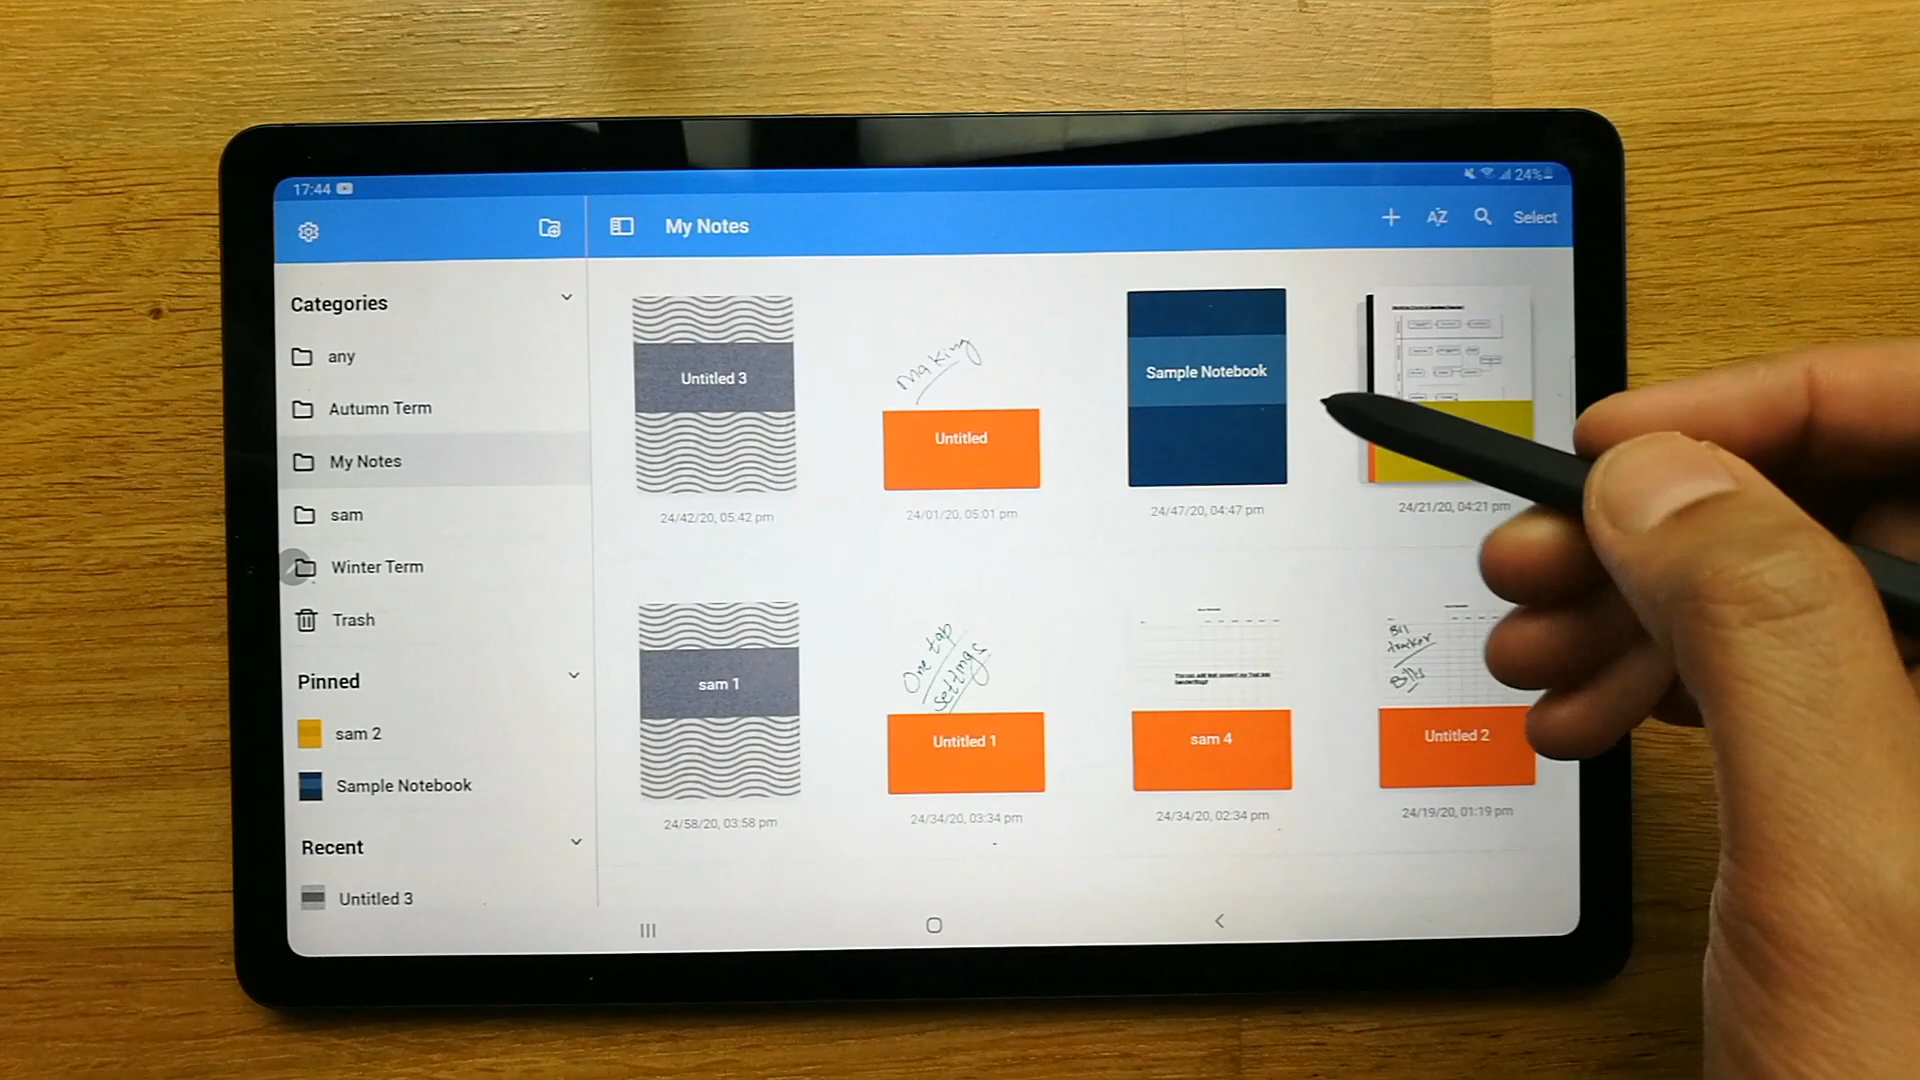 17:44
24%
My Notes
Select
Categories
any
Autumn Term
My Notes
sam
Winter Term
Trash
Pinned
sam 2
Sample Notebook
Recent
Untitled 3
Untitled 3
24/42/20, 05:42 pm
Making
Untitled
24/01/20, 05:01 pm
Sample Notebook
24/47/20, 04:47 pm
24/21/20, 04:21 pm
sam 1
24/58/20, 03:58 pm
One tap
settings
Untitled 1
24/34/20, 03:34 pm
sam 4
24/34/20, 02:34 pm
Bill
tracker
Bills
Untitled 2
24/19/20, 01:19 pm